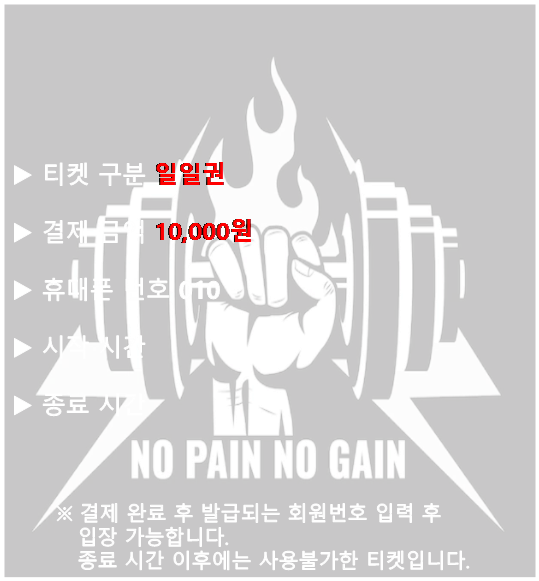 ▶ 티켓 구분 일일권
▶ 결제 금액 10,000원
▶ 휴대폰 번호 010
▶ 시작 시간
▶ 종료 시간
NO PAIN NO GAIN
※ 결제 완료 후 발급되는 회원번호 입력 후
입장 가능합니다.
종료 시간 이후에는 사용불가한 티켓입니다.